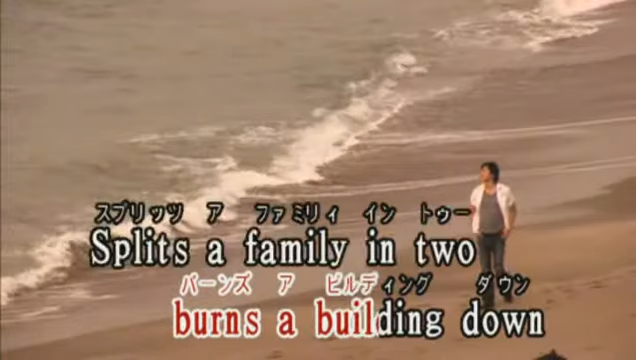 スプリッツ ア ファミリィ イン トゥー
Splits a family in two
バーンズ ア ビルディング ダウン
burns a building down